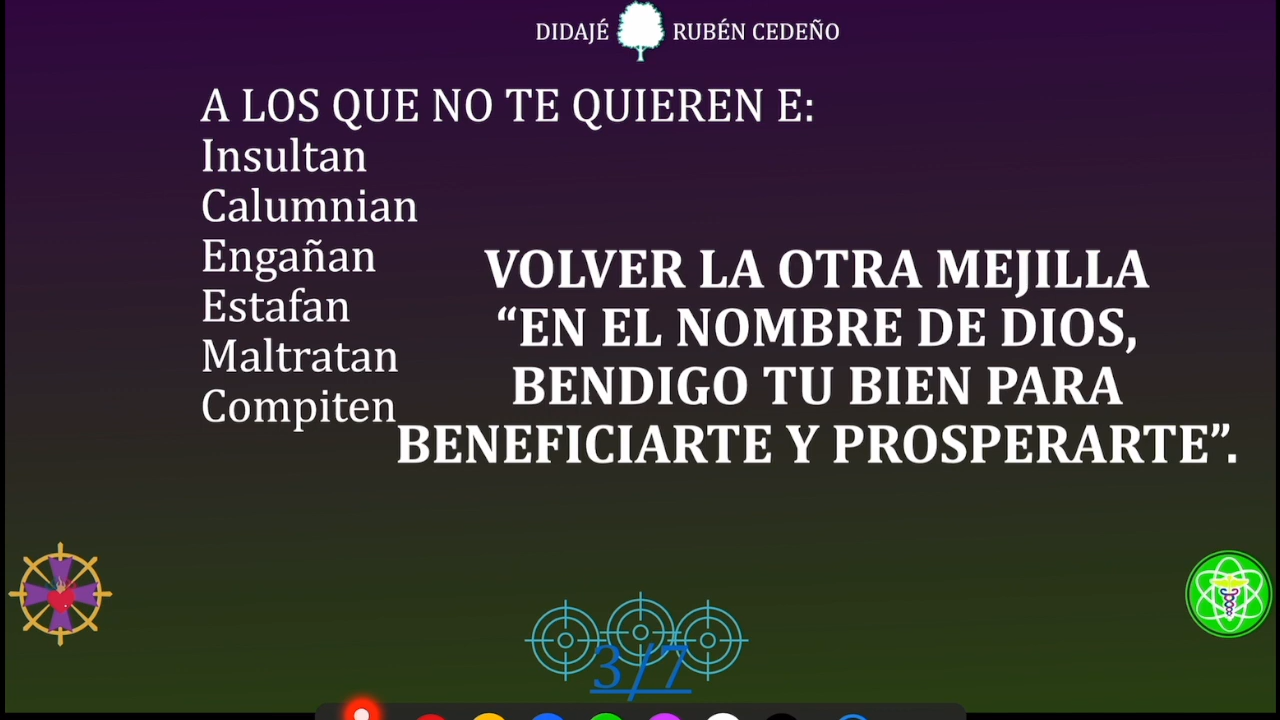 DIDAJÉ RUBÉN CEDEÑO
A LOS QUE NO TE QUIEREN E:
Insultan
Calumnian
Engañan
Estafan
Maltratan
Compiten
VOLVER LA OTRA MEJILLA
“EN EL NOMBRE DE DIOS,
BENDIGO TU BIEN PARA
BENEFICIARTE Y PROSPERARTE”.
3/7